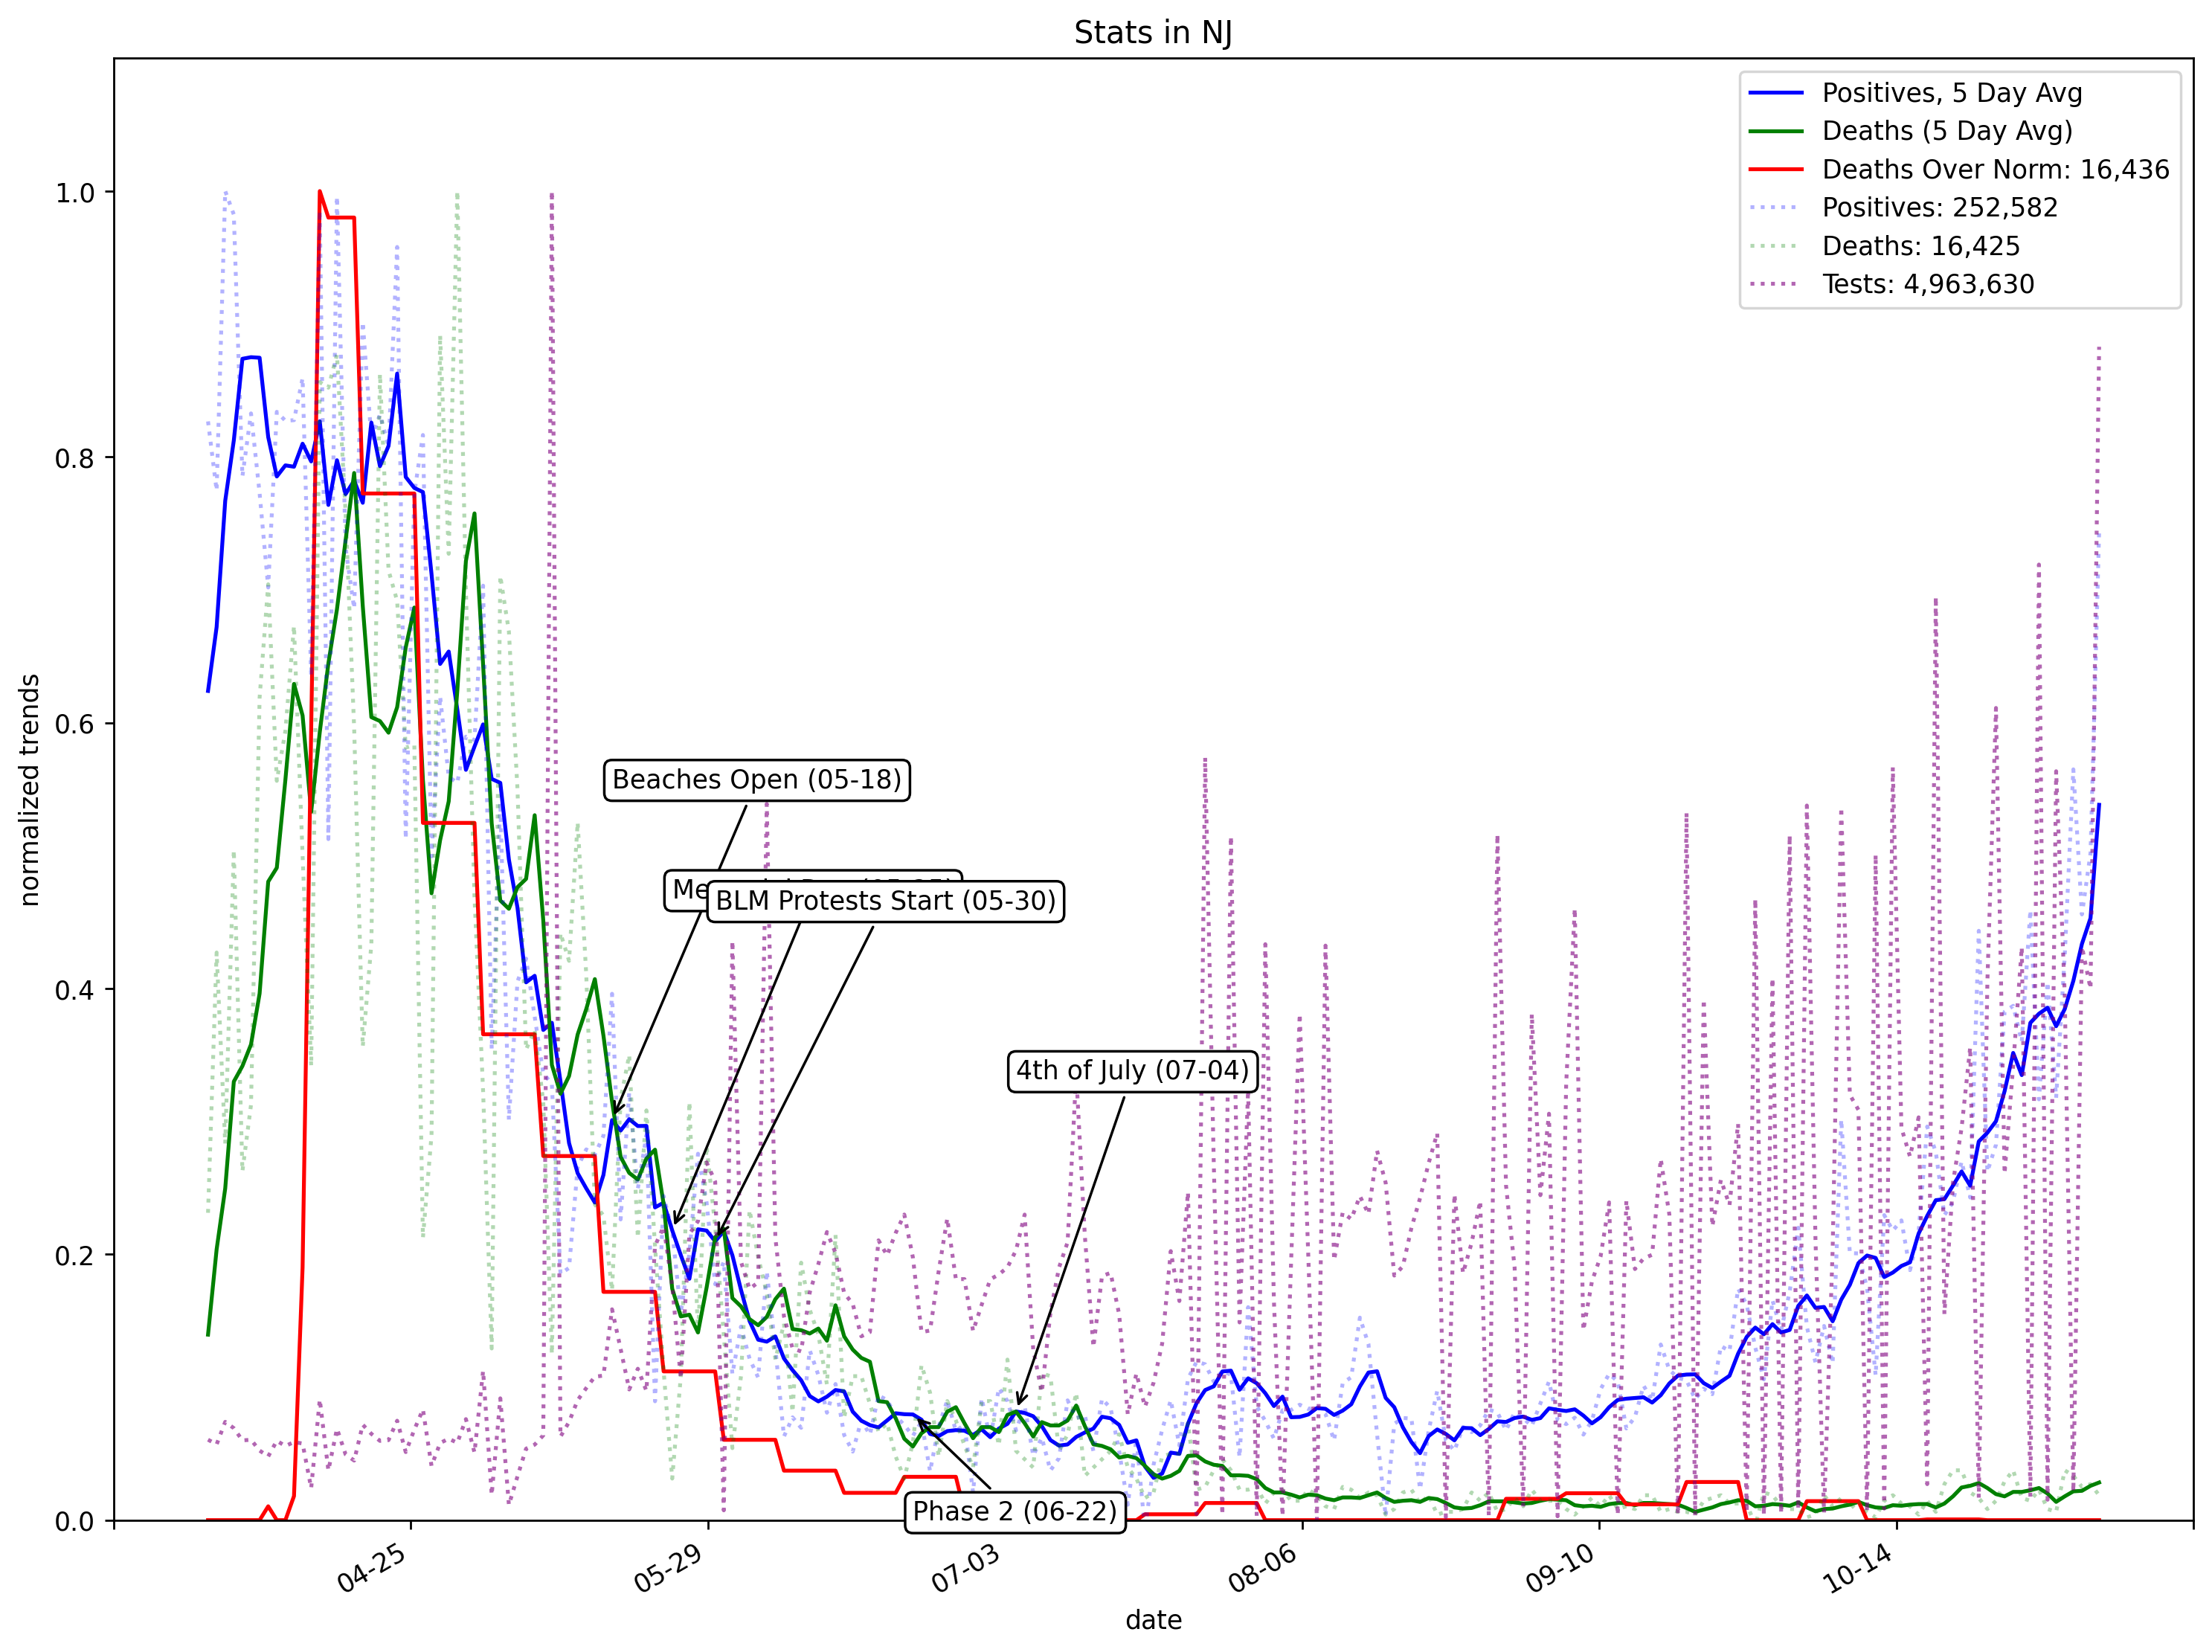 Stats in NJ
Positives, 5 Day Avg
Deaths (5 Day Avg)
Deaths Over Norm: 16,436
Positives: 252,582
Deaths: 16,425
Tests: 4,963,630
normalized trends
1.0
0.8
0.6
0.4
0.2
0.0
Beaches Open (05-18)
BLM Protests Start (05-30)
4th of July (07-04)
Phase 2 (06-22)
04-25
05-29
07-03
08-06
09-10
10-14
date